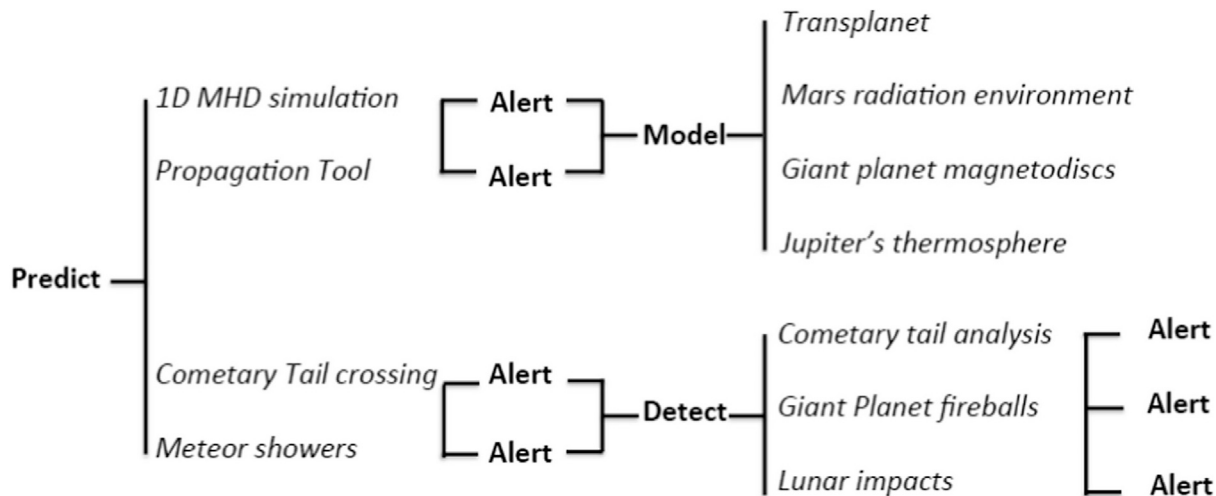 Transplanet
1D MHD simulation
Alert
Mars radiation environment
Model
Propagation Tool
Alert
Giant planet magnetodiscs
Jupiter's thermosphere
Predict
Cometary tail analysis
Alert
Cometary Tail crossing
Alert
Detect
Giant Planet fireballs
Alert
Meteor showers
Alert
Lunar impacts
Alert